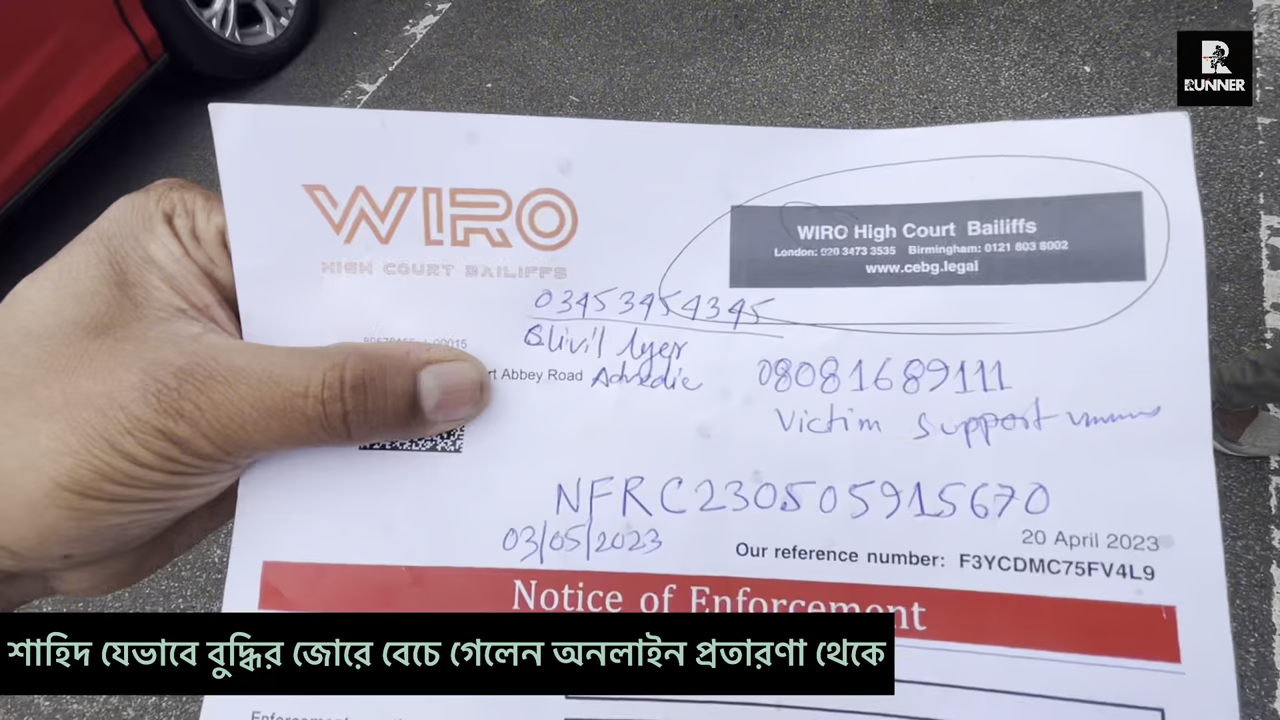 RUNNER
WIRO
HIGH COURT BAILIFFS
WIRO High Court Bailiffs
London: 020 3473 3535 Birmingham: 0121 803 8002
www.cebg.legal
03453454345
Abbey Road
08081689111
Victim Support
NFRC230505915670
03/05/2023
20 April 2023
Our reference number: F3YCDMC75FV4L9
Notice of Enforcement
শাহিদ যেভাবে বুদ্ধির জোরে বেচে গেলেন অনলাইন প্রতারণা থেকে